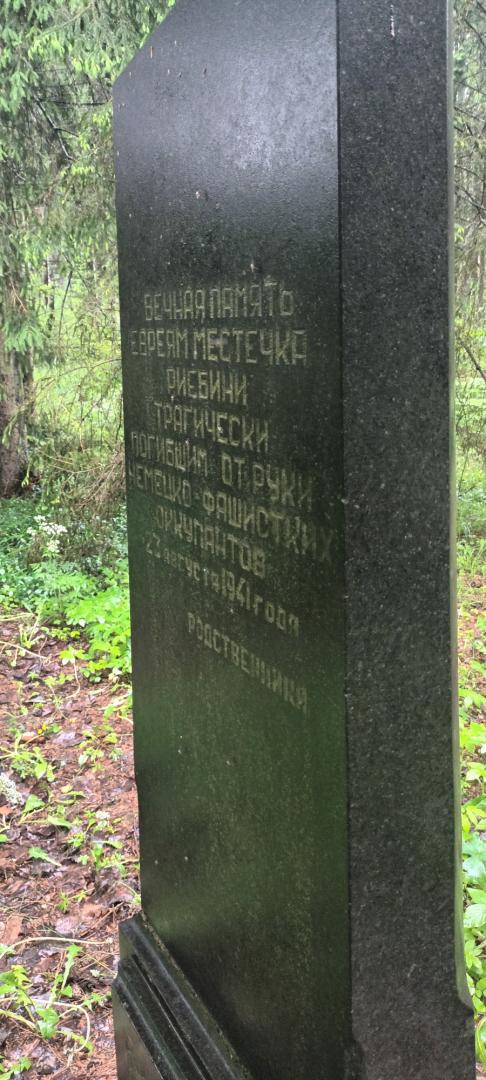 ВЕЧНАЯ ПАМЯТЬ
ЕВРЕЯМ МЕСТЕЧКА
РИЕБИНИ
ТРАГИЧЕСКИ
ПОГИБШИМ ОТ РУКИ
НЕМЕЦКО-ФАШИСТКИХ
ОККУПАНТОВ
23 августа 1941 года
РОДСТВЕННИКИ